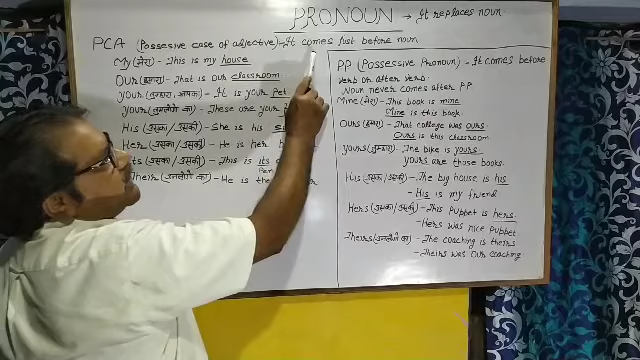 PRONOUN → It replaces noun.
PCA (Possesive case of adjective) - It comes just before noun
My (मेरा) - This is my house
Our (हमारा) - That is our classroom
Your (तुम्हारा, आपका) - It is your Pet
Your (तुमलोगों का) - These are your
His (उसका/उसकी) - She is his
Her (उसका/उसकी) - He is her
Its (उसका/उसकी) - This is its
Their (उनलोगों का) - He is
PP (Possesive Pronoun) - It comes before
verb or after verb.
Noun never comes after PP
Mine (मेरा) - This book is mine
Mine is this book.
Ours (हमारा) - That college was ours.
Ours is this classroom
Yours (तुम्हारा) - The bike is yours.
Yours are those books.
His (उसका/उसकी) - The big house is his
- His is my friend
Hers (उसका/उसकी) - This Puppet is hers.
- Hers was nice puppet.
Theirs (उनलोगों का) - The coaching is theirs
- Theirs was our coaching